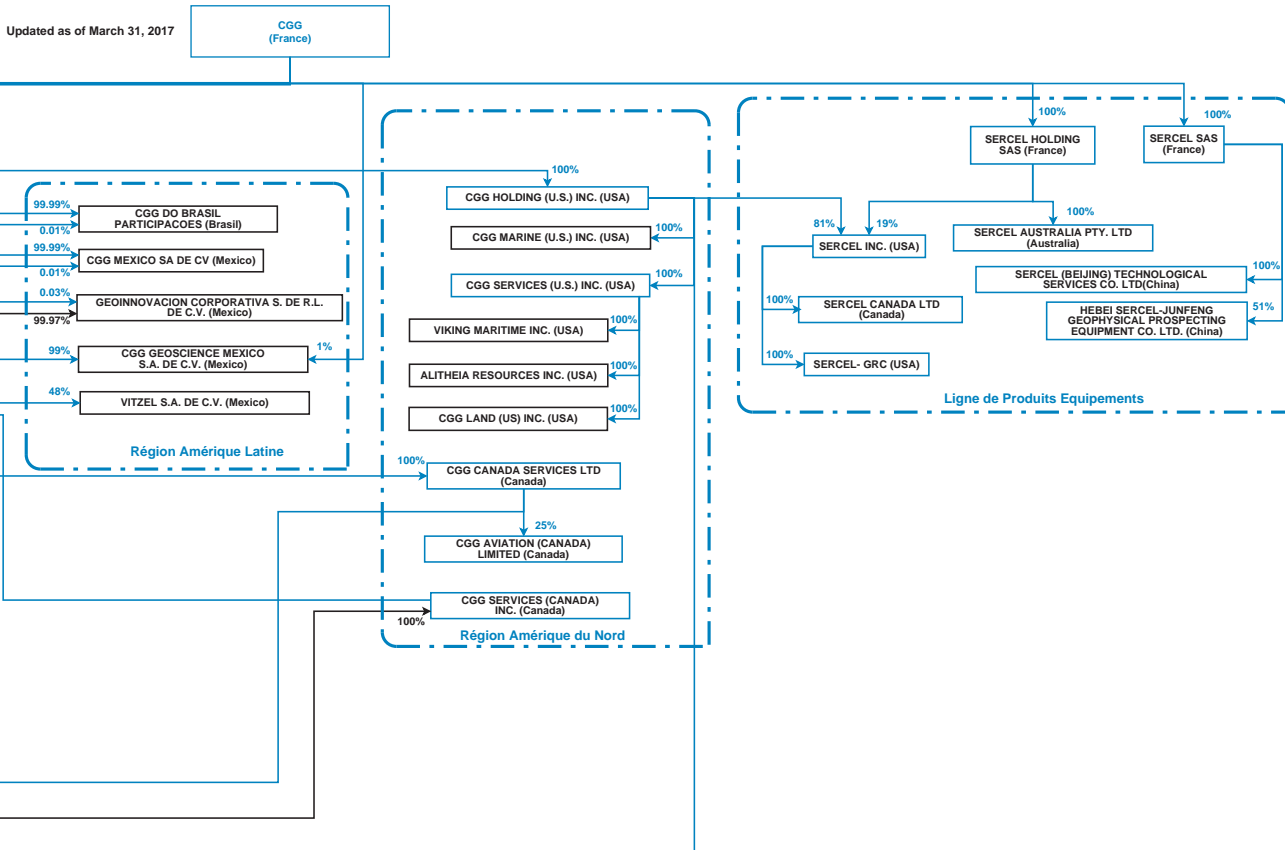 Updated as of March 31, 2017
CGG
(France)
99.99%
CGG DO BRASIL
PARTICIPACOES (Brasil)
0.01%
99.99%
CGG MEXICO SA DE CV (Mexico)
0.01%
0.03%
GEOINNOVACION CORPORATIVA S. DE R.L.
DE C.V. (Mexico)
99.97%
99%
CGG GEOSCIENCE MEXICO
S.A. DE C.V. (Mexico)
1%
48%
VITZEL S.A. DE C.V. (Mexico)
Région Amérique Latine
100%
CGG HOLDING (U.S.) INC. (USA)
CGG MARINE (U.S.) INC. (USA)
100%
CGG SERVICES (U.S.) INC. (USA)
100%
VIKING MARITIME INC. (USA)
100%
ALITHEIA RESOURCES INC. (USA)
100%
CGG LAND (US) INC. (USA)
100%
100%
CGG CANADA SERVICES LTD
(Canada)
25%
CGG AVIATION (CANADA)
LIMITED (Canada)
CGG SERVICES (CANADA)
INC. (Canada)
100%
Région Amérique du Nord
100%
SERCEL HOLDING
SAS (France)
100%
SERCEL SAS
(France)
81%
19%
SERCEL INC. (USA)
100%
SERCEL AUSTRALIA PTY. LTD
(Australia)
SERCEL (BEIJING) TECHNOLOGICAL
SERVICES CO. LTD(China)
100%
100%
SERCEL CANADA LTD
(Canada)
HEBEI SERCEL-JUNFENG
GEOPHYSICAL PROSPECTING
EQUIPMENT CO. LTD. (China)
51%
100%
SERCEL- GRC (USA)
Ligne de Produits Equipements